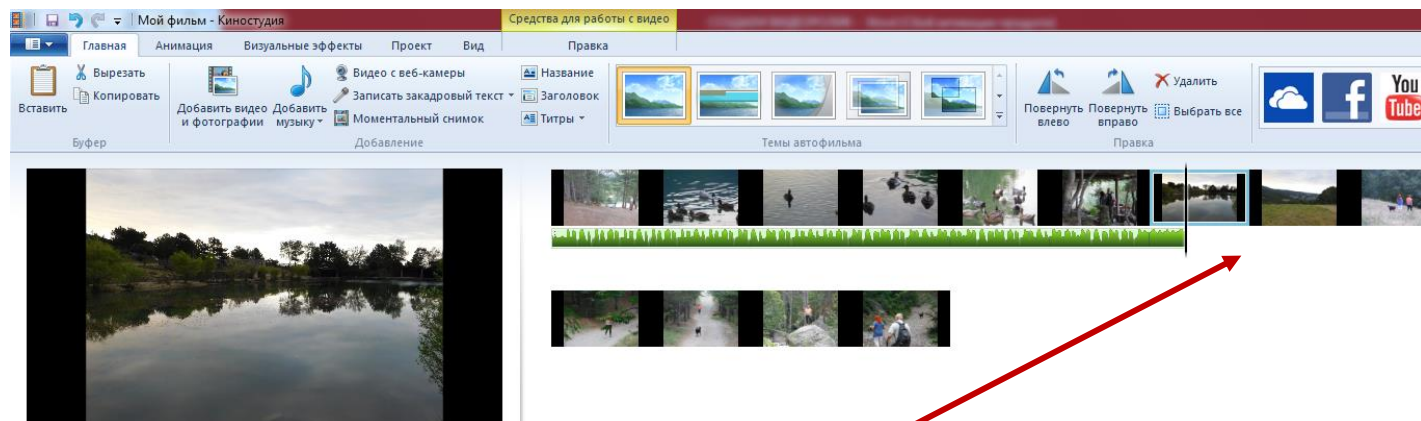 Мой фильм - Киностудия
Средства для работы с видео
Главная Анимация Визуальные эффекты Проект Вид Правка
Вставить
Вырезать
Копировать
Буфер
Добавить видео
и фотографии
Добавить
музыку
Видео с веб-камеры
Записать закадровый текст
Моментальный снимок
Название
Заголовок
Титры
Добавление
Темы автофильма
Повернуть
влево
Повернуть
вправо
Удалить
Выбрать все
Правка
You
Tube